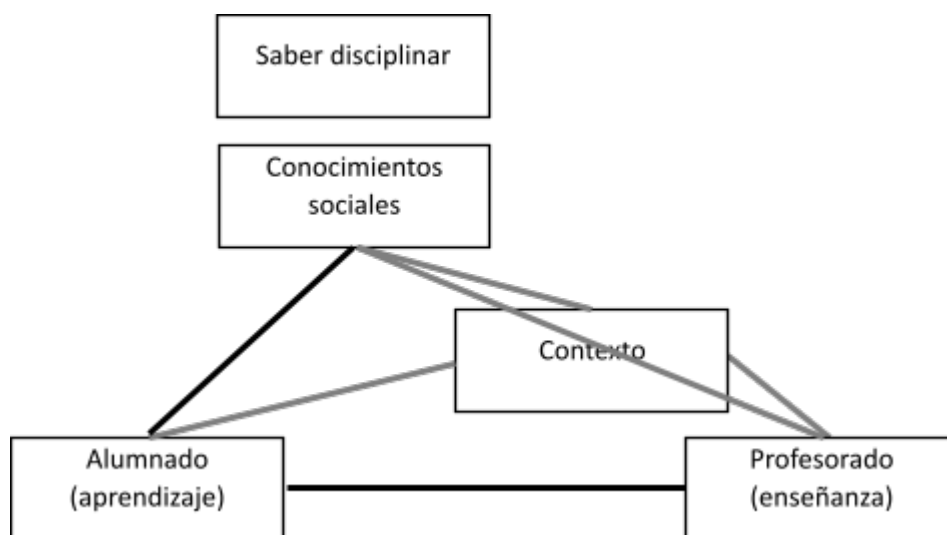 Saber disciplinar
Conocimientos
sociales
Contexto
Alumnado
(aprendizaje)
Profesorado
(enseñanza)